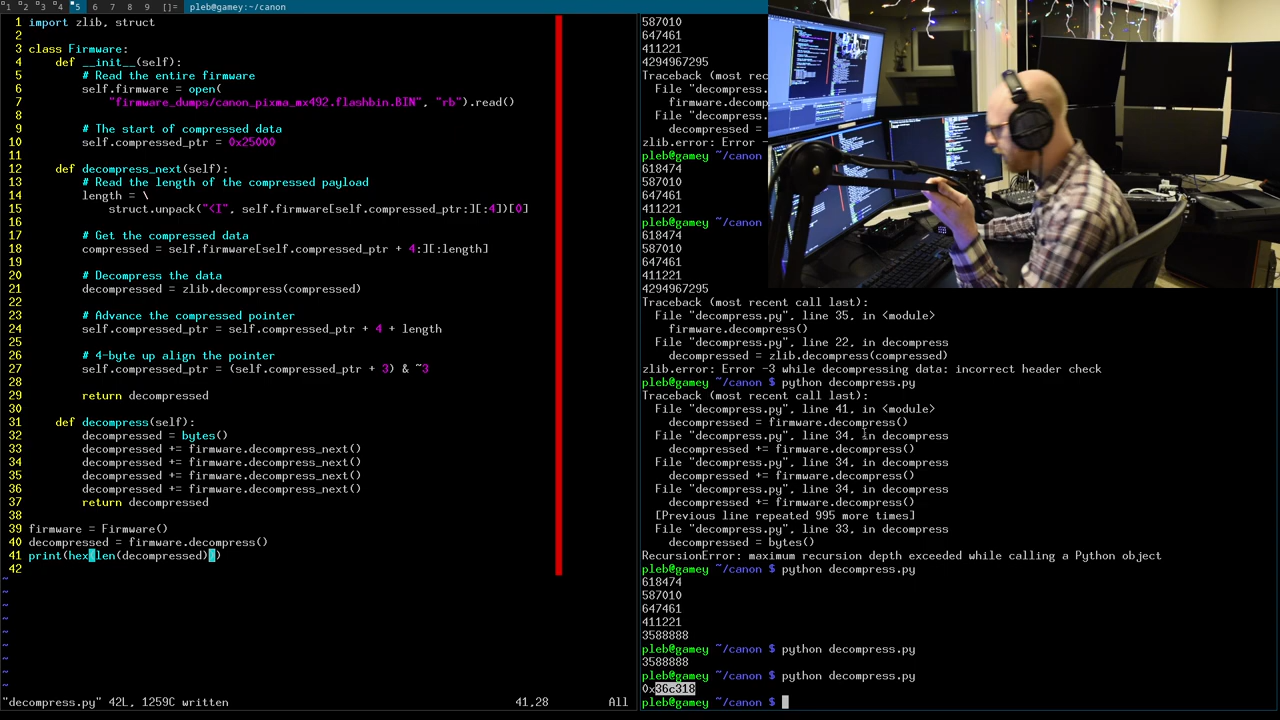 1 2 3 4 5 6 7 8 9 []= pleb@gamey:~/canon
1 import zlib, struct
2
3 class Firmware:
4     def __init__(self):
5         # Read the entire firmware
6         self.firmware = open(
7             "firmware_dumps/canon_pixma_mx492.flashbin.BIN", "rb").read()
8
9         # The start of compressed data
10         self.compressed_ptr = 0x25000
11
12     def decompress_next(self):
13         # Read the length of the compressed payload
14         length = \
15             struct.unpack("<I", self.firmware[self.compressed_ptr:][:4])[0]
16
17         # Get the compressed data
18         compressed = self.firmware[self.compressed_ptr + 4:][:length]
19
20         # Decompress the data
21         decompressed = zlib.decompress(compressed)
22
23         # Advance the compressed pointer
24         self.compressed_ptr = self.compressed_ptr + 4 + length
25
26         # 4-byte up align the pointer
27         self.compressed_ptr = (self.compressed_ptr + 3) & ~3
28
29         return decompressed
30
31     def decompress(self):
32         decompressed = bytes()
33         decompressed += firmware.decompress_next()
34         decompressed += firmware.decompress_next()
35         decompressed += firmware.decompress_next()
36         decompressed += firmware.decompress_next()
37         return decompressed
38
39 firmware = Firmware()
40 decompressed = firmware.decompress()
41 print(hex(len(decompressed)))
42
~
~
~
~
~
~
~
~
~
"decompress.py" 42L, 1259C written 41,28 All
587010
647461
411221
4294967295
Traceback (most rec
File "decompress.
firmware.decomp
File "decompress.
decompressed =
zlib.error: Error -
pleb@gamey ~/canon
618474
587010
647461
411221
pleb@gamey ~/canon
618474
587010
647461
411221
4294967295
Traceback (most recent call last):
File "decompress.py", line 35, in <module>
firmware.decompress()
File "decompress.py", line 22, in decompress
decompressed = zlib.decompress(compressed)
zlib.error: Error -3 while decompressing data: incorrect header check
pleb@gamey ~/canon $ python decompress.py
Traceback (most recent call last):
File "decompress.py", line 41, in <module>
decompressed = firmware.decompress()
File "decompress.py", line 34, in decompress
decompressed += firmware.decompress()
File "decompress.py", line 34, in decompress
decompressed += firmware.decompress()
File "decompress.py", line 34, in decompress
decompressed += firmware.decompress()
[Previous line repeated 995 more times]
File "decompress.py", line 33, in decompress
decompressed = bytes()
RecursionError: maximum recursion depth exceeded while calling a Python object
pleb@gamey ~/canon $ python decompress.py
618474
587010
647461
411221
3588888
pleb@gamey ~/canon $ python decompress.py
3588888
pleb@gamey ~/canon $ python decompress.py
0x36c318
pleb@gamey ~/canon $